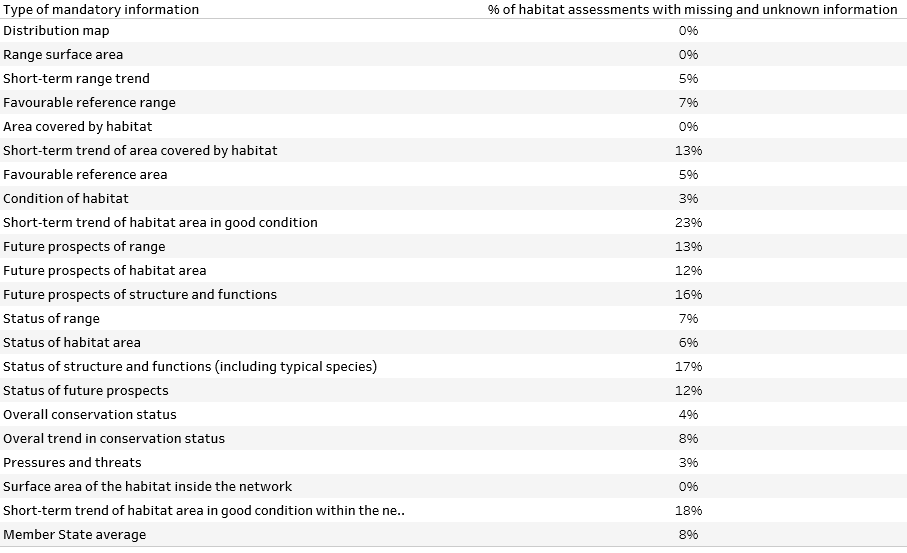 Type of mandatory information % of habitat assessments with missing and unknown information
Distribution map 0%
Range surface area 0%
Short-term range trend 5%
Favourable reference range 7%
Area covered by habitat 0%
Short-term trend of area covered by habitat 13%
Favourable reference area 5%
Condition of habitat 3%
Short-term trend of habitat area in good condition 23%
Future prospects of range 13%
Future prospects of habitat area 12%
Future prospects of structure and functions 16%
Status of range 7%
Status of habitat area 6%
Status of structure and functions (including typical species) 17%
Status of future prospects 12%
Overall conservation status 4%
Overal trend in conservation status 8%
Pressures and threats 3%
Surface area of the habitat inside the network 0%
Short-term trend of habitat area in good condition within the ne.. 18%
Member State average 8%